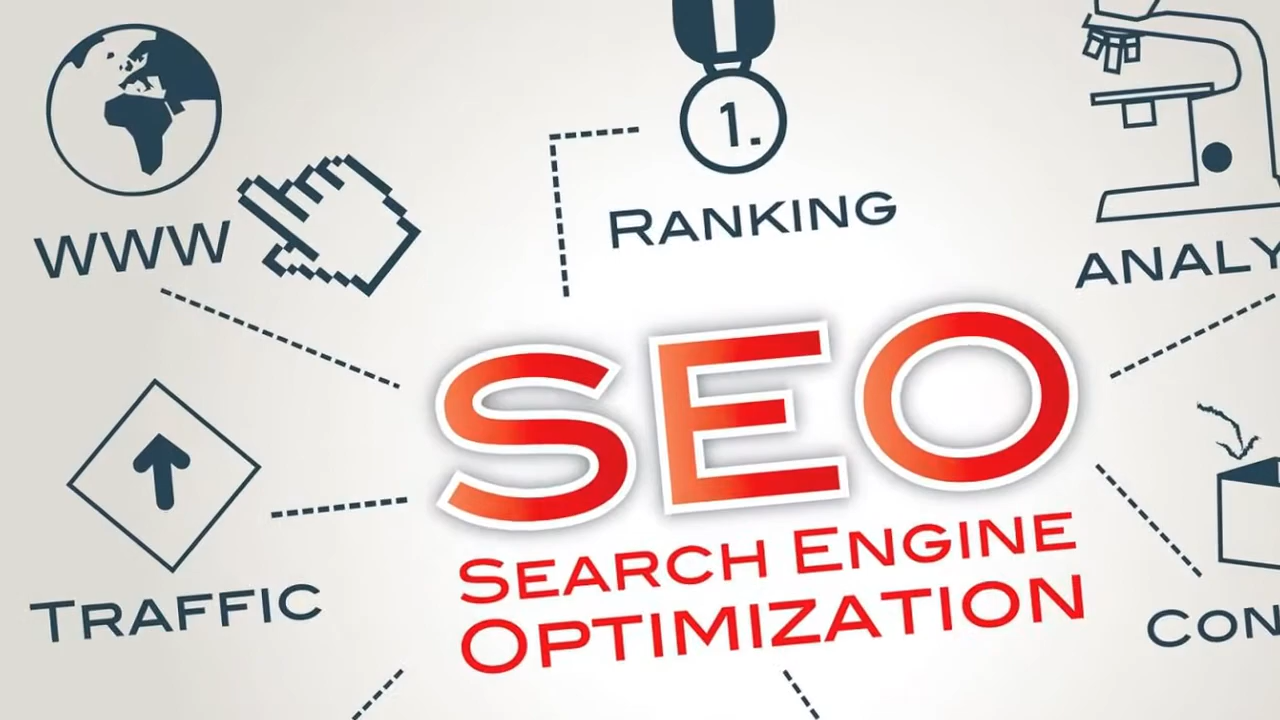 1.
WWW
RANKING
ANALY
SEO
SEARCH ENGINE
OPTIMIZATION
TRAFFIC
CON